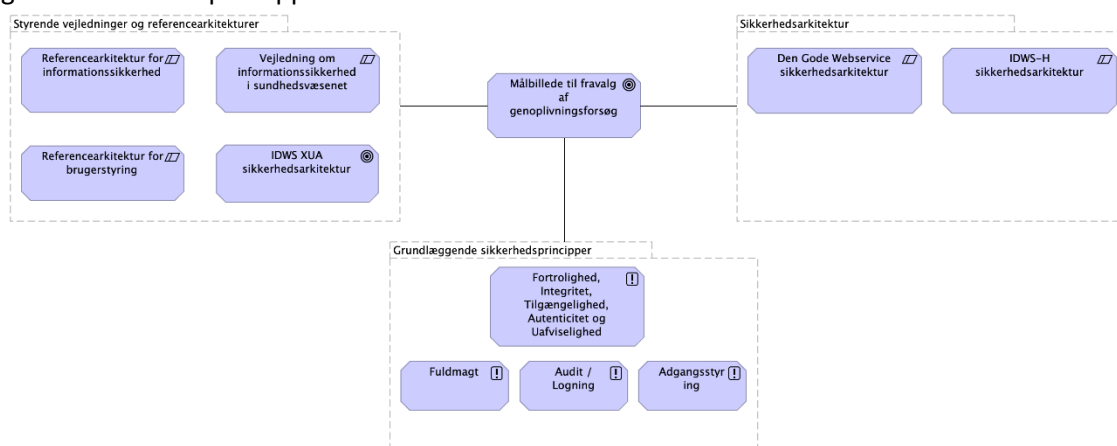 Styrende vejledninger og referencearkitekturer
Referencearkitektur for
informationssikkerhed
Vejledning om
informationssikkerhed
i sundhedsvæsenet
Referencearkitektur for
brugerstyring
IDWS XUA
sikkerhedsarkitektur
Målbillede til fravalg
af
genoplivningsforsøg
Sikkerhedsarkitektur
Den Gode Webservice
sikkerhedsarkitektur
IDWS-H
sikkerhedsarkitektur
Grundlæggende sikkerhedsprincipper
Fortrolighed,
Integritet,
Tilgængelighed,
Autenticitet og
Uafviselighed
Fuldmagt
Audit /
Logning
Adgangsstyr
ing